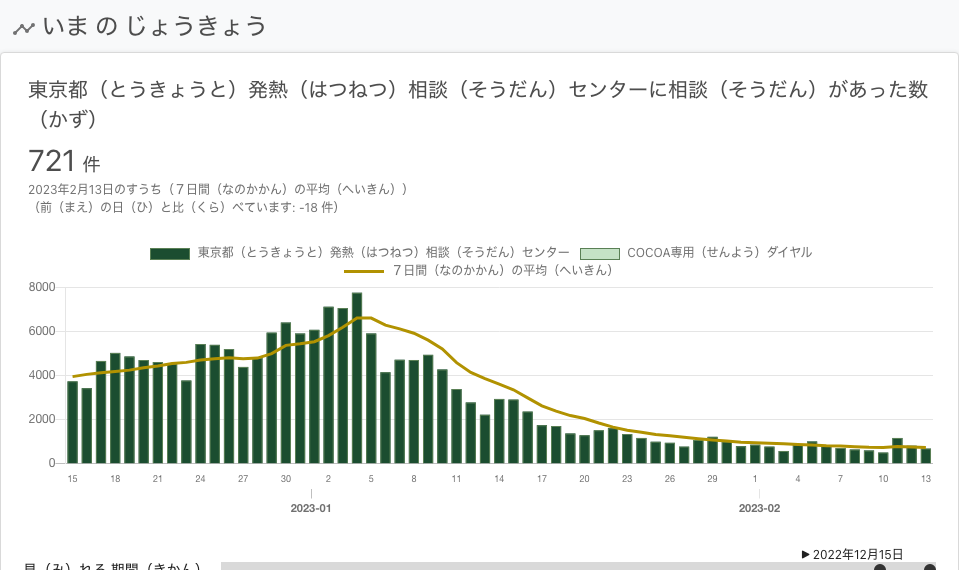 いま の じょうきょう
東京都（とうきょうと）発熱（はつねつ）相談（そうだん）センターに相談（そうだん）があった数
（かず）
721 件
2023年2月13日のすうち（７日間（なのかかん）の平均（へいきん））
（前（まえ）の日（ひ）と比（くら）べています: -18 件）
東京都（とうきょうと）発熱（はつねつ）相談（そうだん）センター COCOA専用（せんよう）ダイヤル
７日間（なのかかん）の平均（へいきん）
8000
6000
4000
2000
0
15 18 21 24 27 30 2 5 8 11 14 17 20 23 26 29 1 4 7 10 13
2023-01 2023-02
▶ 2022年12月15日
見（み）れる 期間（きかん）